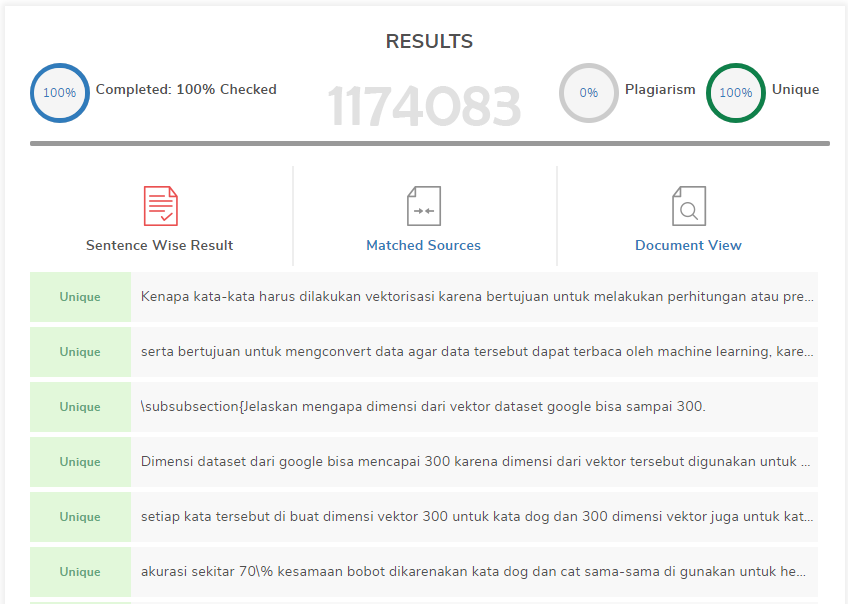 RESULTS
100% Completed: 100% Checked 1174083 0% Plagiarism 100% Unique
Sentence Wise Result Matched Sources Document View
Unique Kenapa kata-kata harus dilakukan vektorisasi karena bertujuan untuk melakukan perhitungan atau pre...
Unique serta bertujuan untuk mengconvert data agar data tersebut dapat terbaca oleh machine learning, kare...
Unique \subsubsection{Jelaskan mengapa dimensi dari vektor dataset google bisa sampai 300.
Unique Dimensi dataset dari google bisa mencapai 300 karena dimensi dari vektor tersebut digunakan untuk ...
Unique setiap kata tersebut di buat dimensi vektor 300 untuk kata dog dan 300 dimensi vektor juga untuk kat...
Unique akurasi sekitar 70\% kesamaan bobot dikarenakan kata dog dan cat sama-sama di gunakan untuk he...